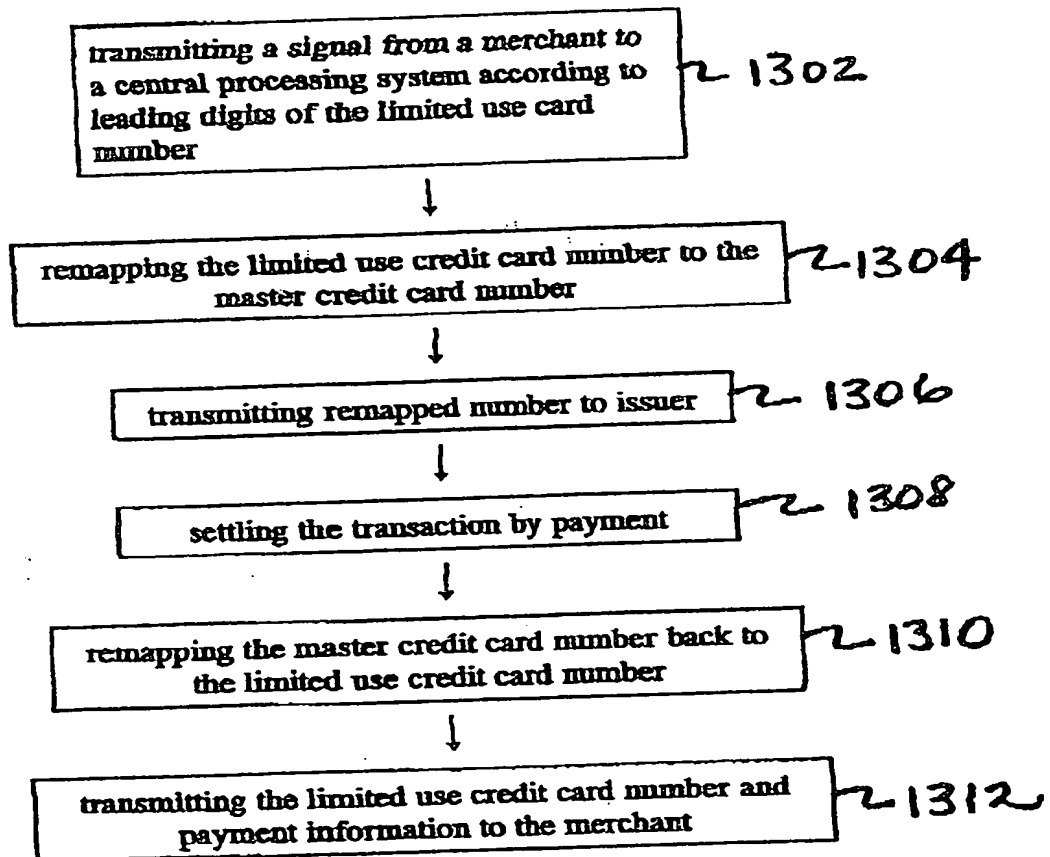 transmitting a signal from a merchant to
a central processing system according to
leading digits of the limited use card
number
1302
remapping the limited use credit card number to the
master credit card number
1304
transmitting remapped number to issuer
1306
settling the transaction by payment
1308
remapping the master credit card number back to
the limited use credit card number
1310
transmitting the limited use credit card number and
payment information to the merchant
1312